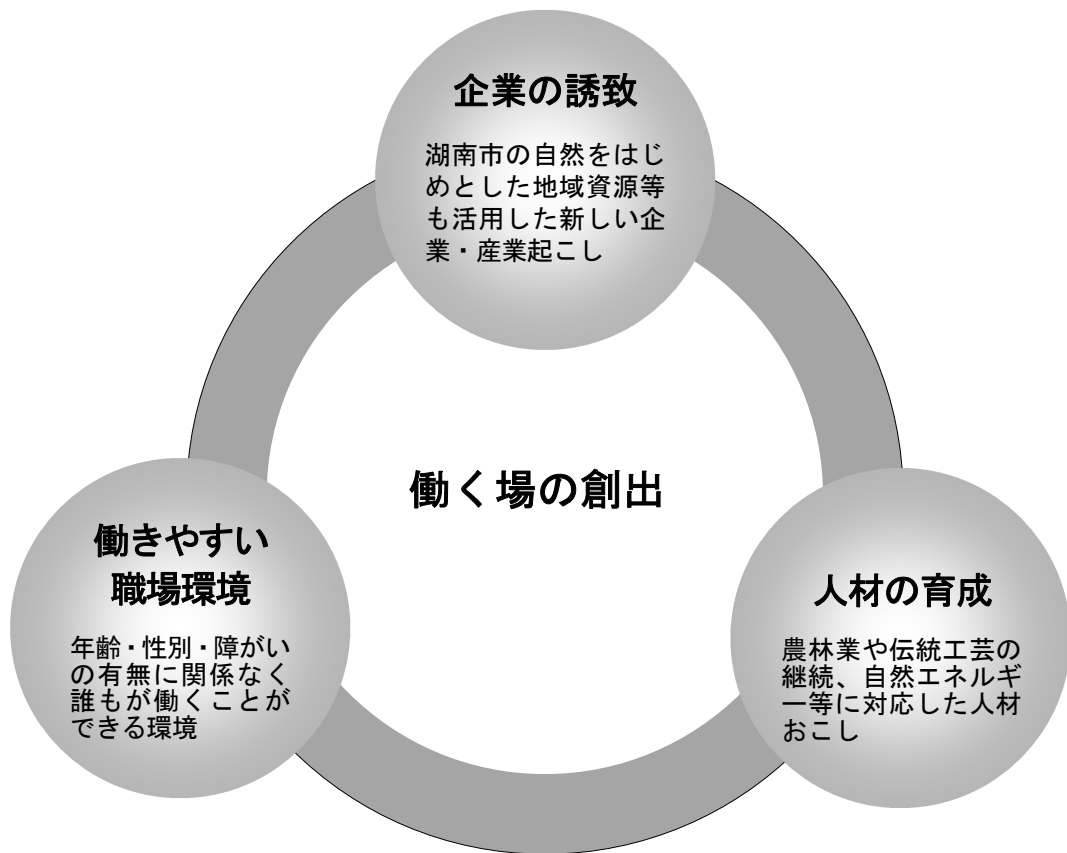 企業の誘致
湖南市の自然をはじ
めとした地域資源等
も活用した新しい企
業・産業起こし
働く場の創出
働きやすい
職場環境
年齢・性別・障がい
の有無に関係なく
誰もが働くことが
できる環境
人材の育成
農林業や伝統工芸の
継続、自然エネルギ
ー等に対応した人材
おこし